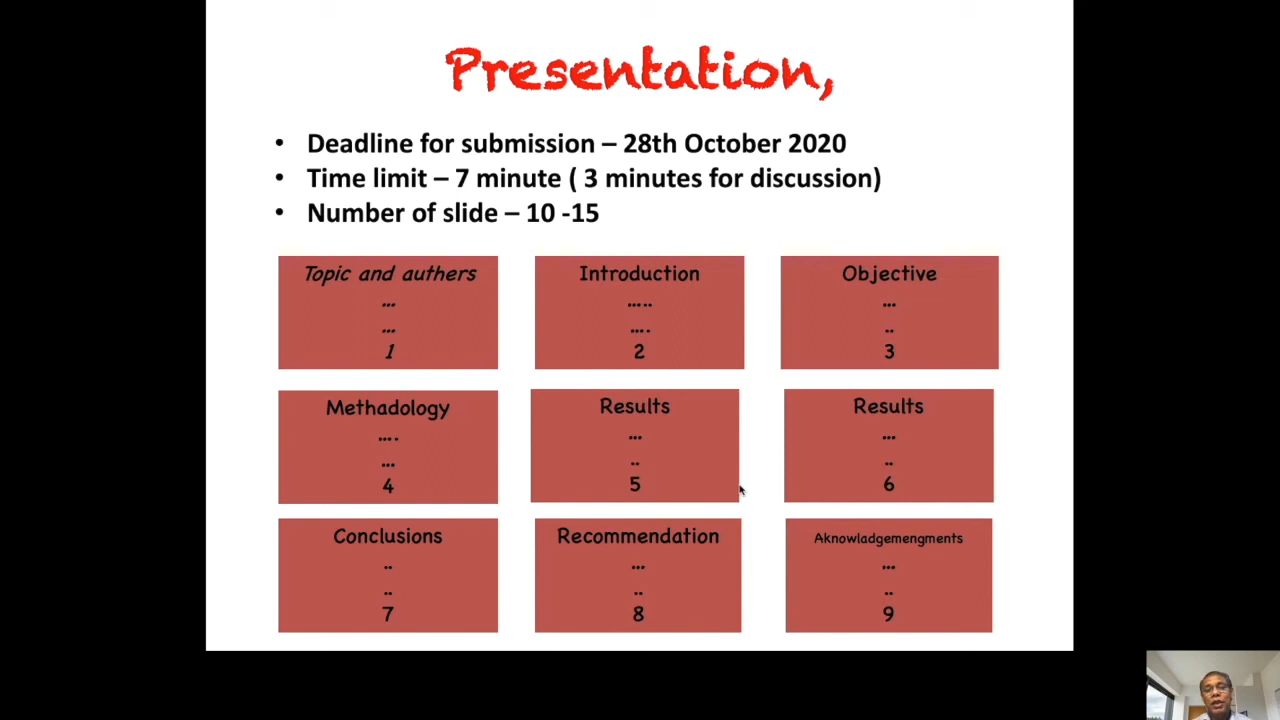 Presentation,
• Deadline for submission – 28th October 2020
• Time limit – 7 minute ( 3 minutes for discussion)
• Number of slide – 10 -15
Topic and authers
...
...
1
Introduction
.....
....
2
Objective
...
..
3
Methadology
....
...
4
Results
...
..
5
Results
...
..
6
Conclusions
..
..
7
Recommendation
...
..
8
Aknowladgemengments
...
..
9